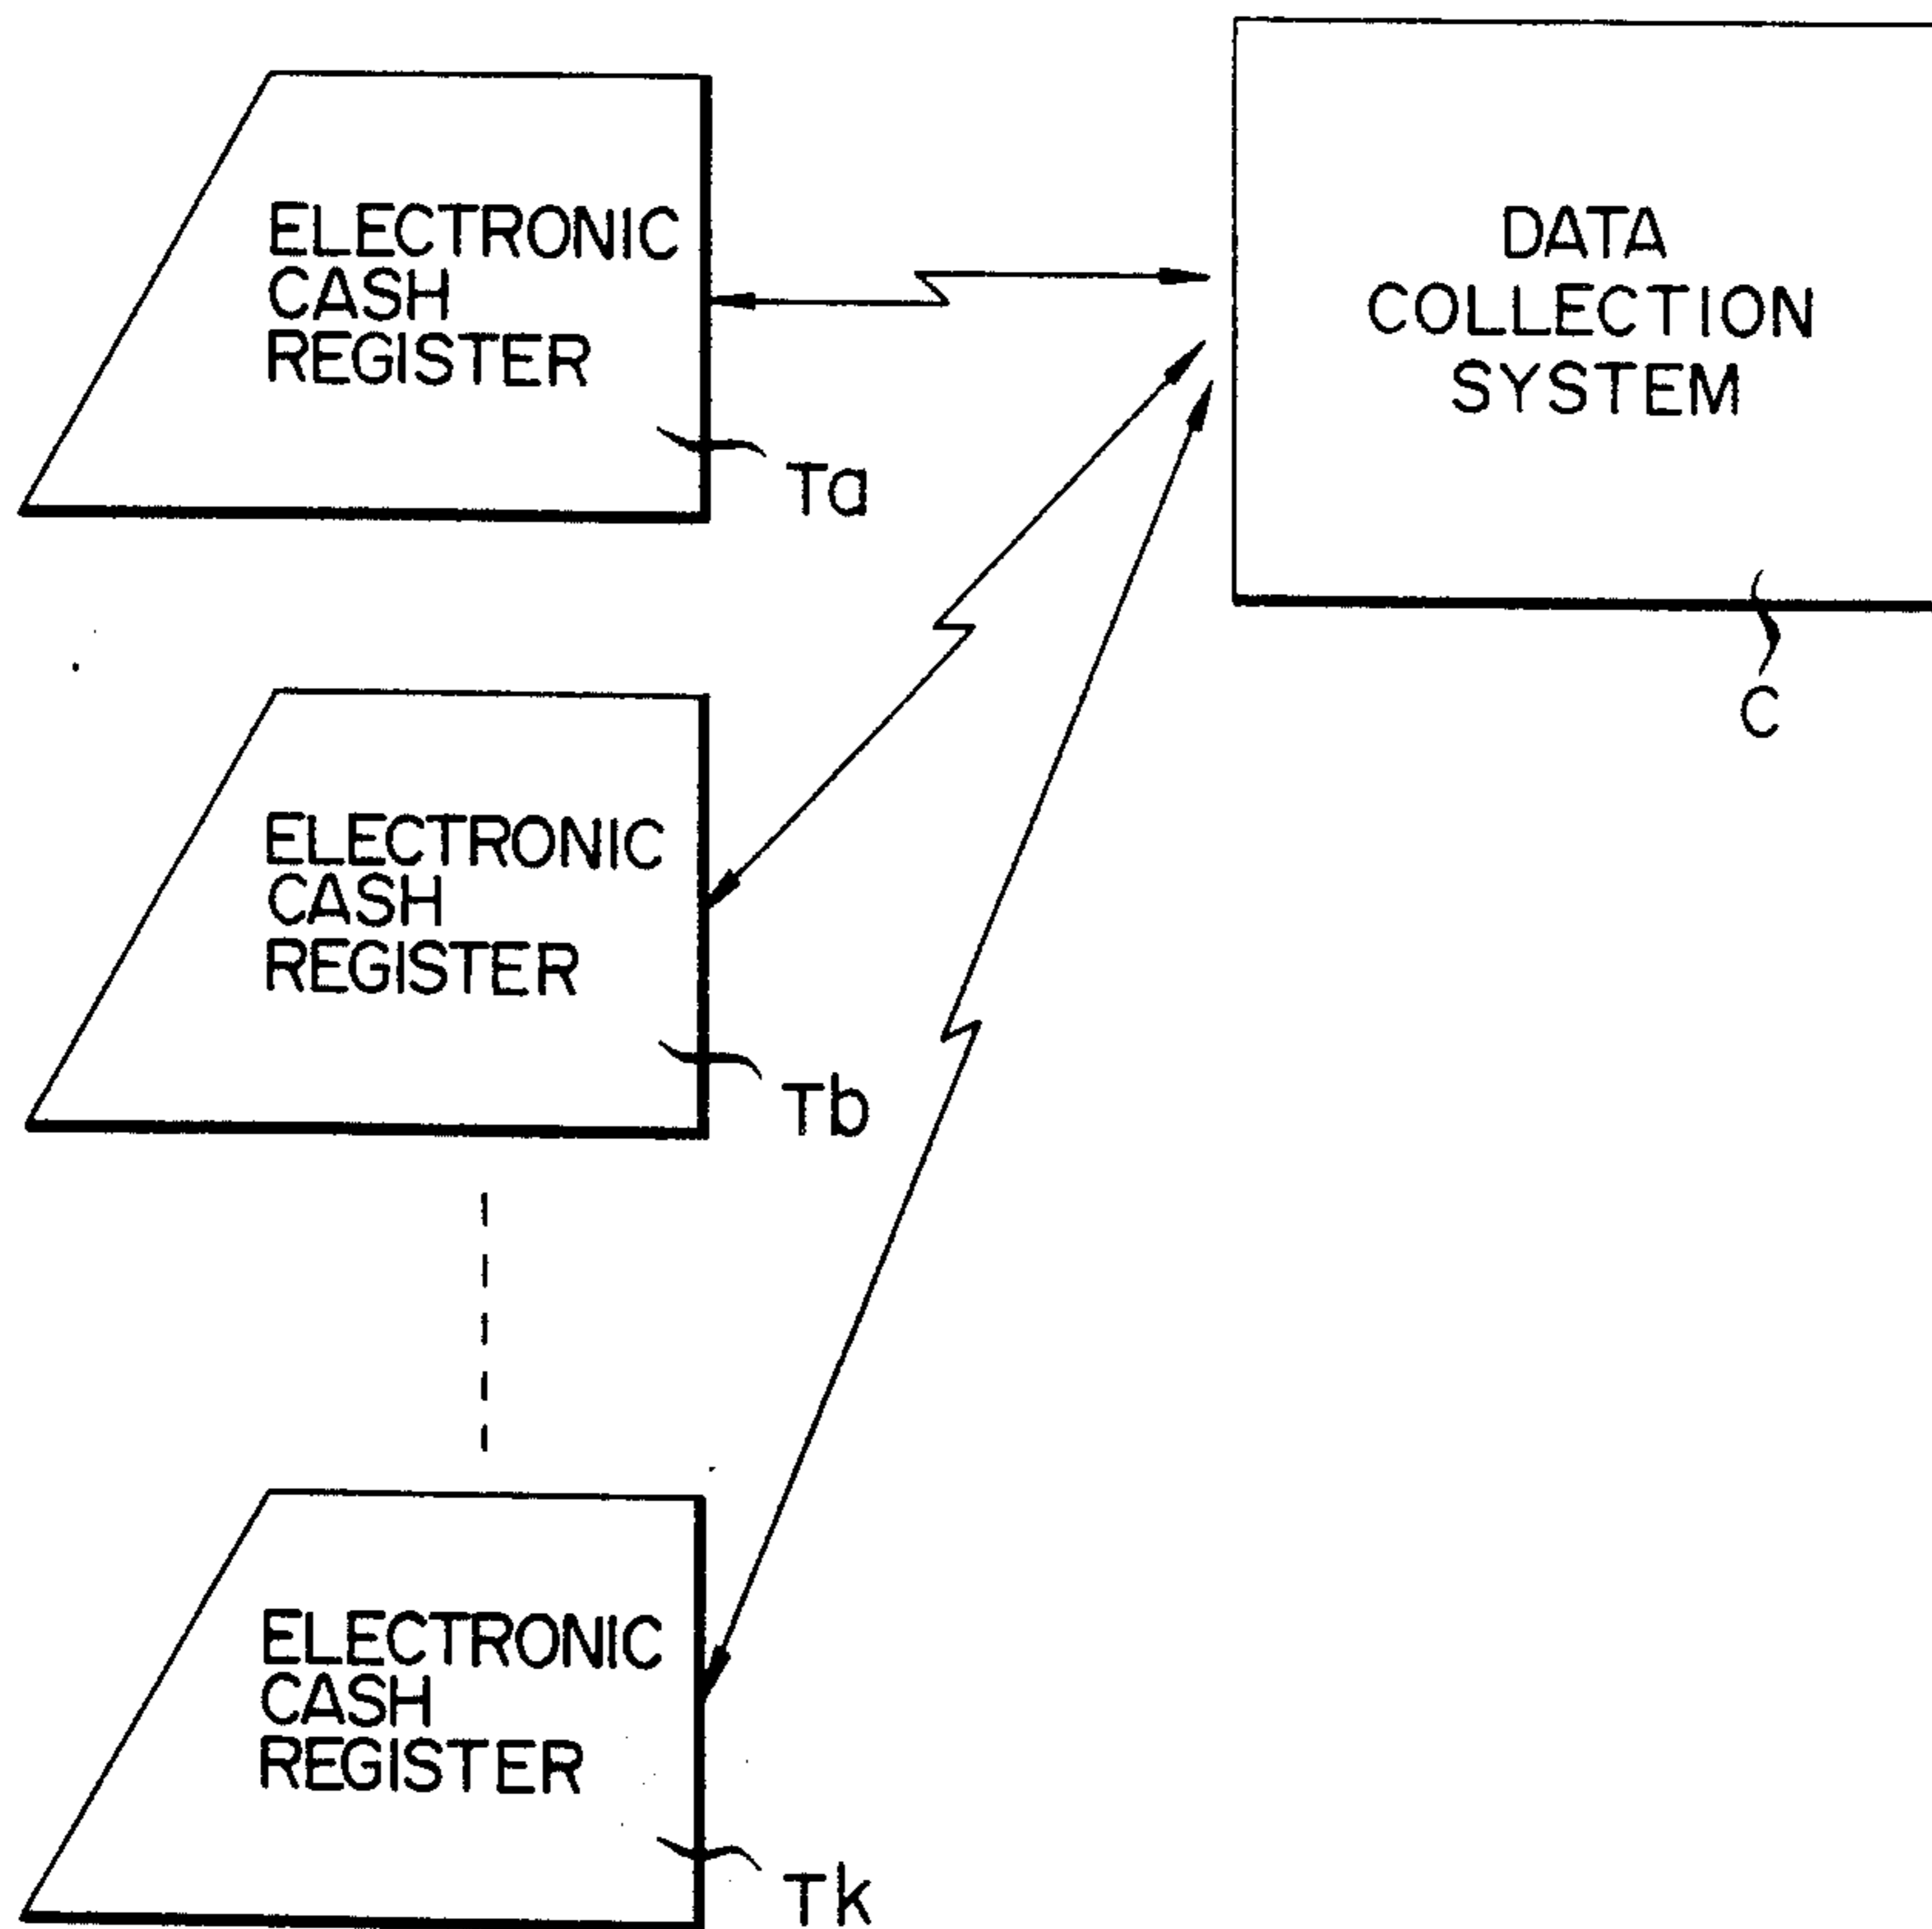 ELECTRONIC
CASH
REGISTER
Ta
DATA
COLLECTION
SYSTEM
C
ELECTRONIC
CASH
REGISTER
Tb
ELECTRONIC
CASH
REGISTER
Tk